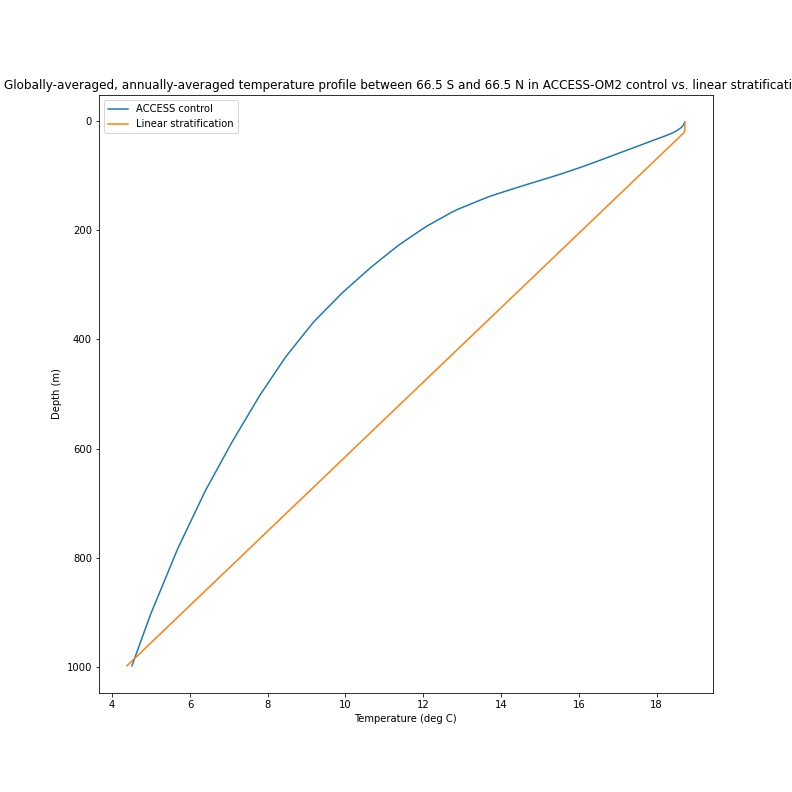 Globally-averaged, annually-averaged temperature profile between 66.5 S and 66.5 N in ACCESS-OM2 control vs. linear stratificati
ACCESS control
Linear stratification
0
200
400
600
800
1000
Depth (m)
4 6 8 10 12 14 16 18
Temperature (deg C)